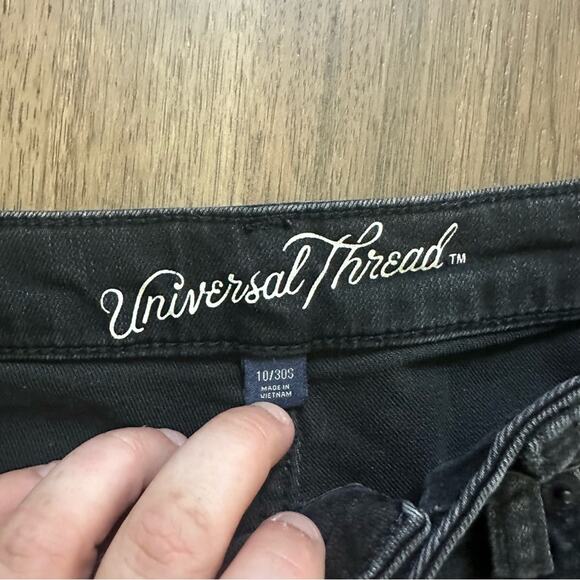 Universal Thread™
10/30S
MADE IN
VIETNAM